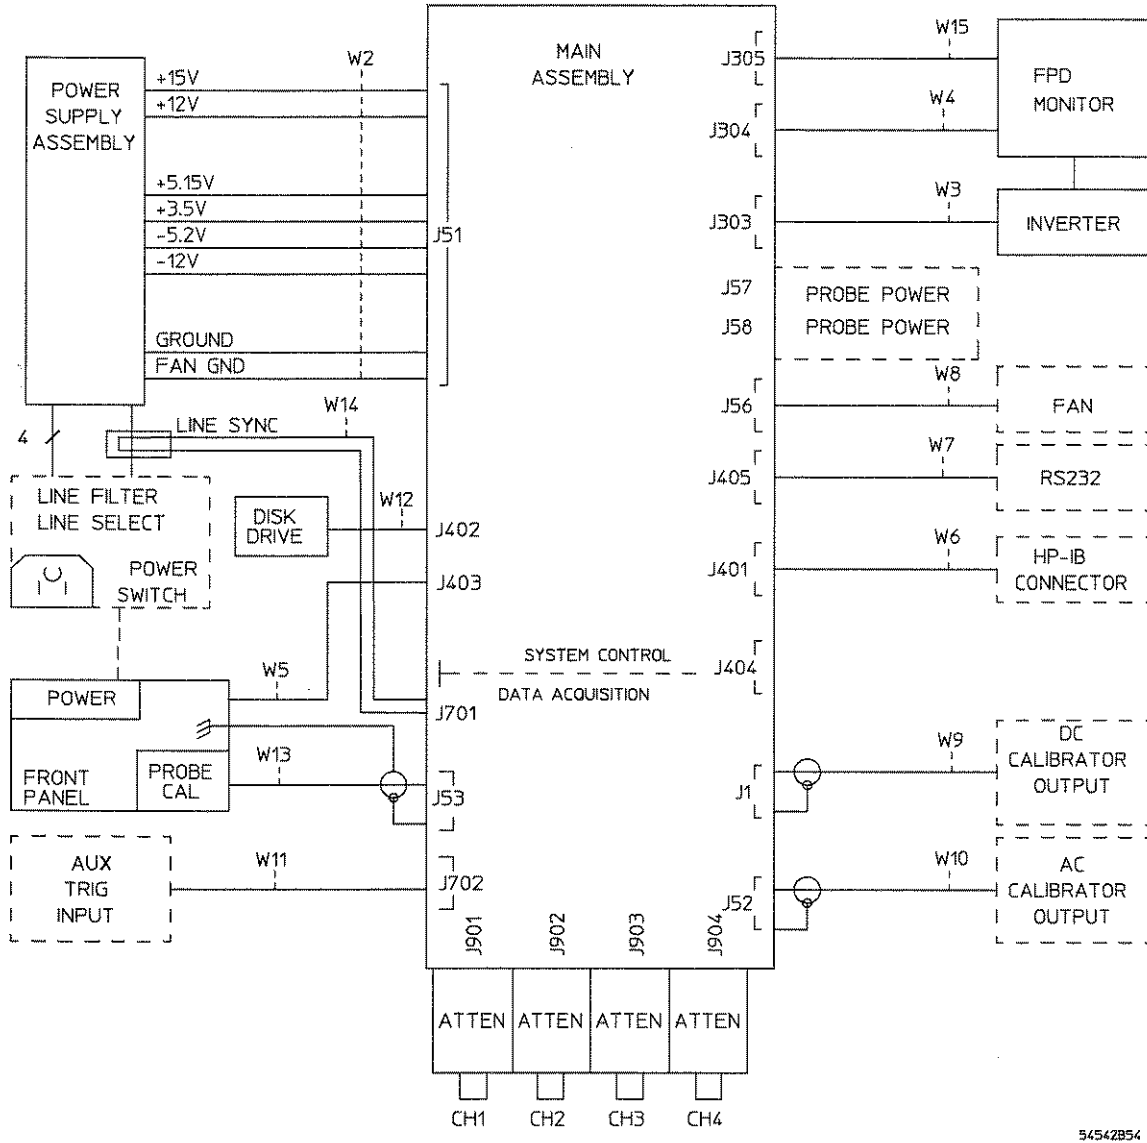 POWER
SUPPLY
ASSEMBLY
+15V
+12V
+5.15V
+3.5V
-5.2V
-12V
GROUND
FAN GND
W2
J51
MAIN
ASSEMBLY
J305
W15
FPD
MONITOR
J304
W4
J303
W3
INVERTER
J57
PROBE POWER
J58
PROBE POWER
J56
W8
FAN
J405
W7
RS232
J401
W6
HP-IB
CONNECTOR
J404
4
LINE SYNC
W14
LINE FILTER
LINE SELECT
POWER
SWITCH
DISK
DRIVE
W12
J402
J403
W5
SYSTEM CONTROL
DATA ACQUISITION
J701
POWER
FRONT
PANEL
PROBE
CAL
W13
J53
AUX
TRIG
INPUT
W11
J702
J1
W9
DC
CALIBRATOR
OUTPUT
J52
W10
AC
CALIBRATOR
OUTPUT
J901
J902
J903
J904
ATTEN
ATTEN
ATTEN
ATTEN
CH1
CH2
CH3
CH4
54542B54